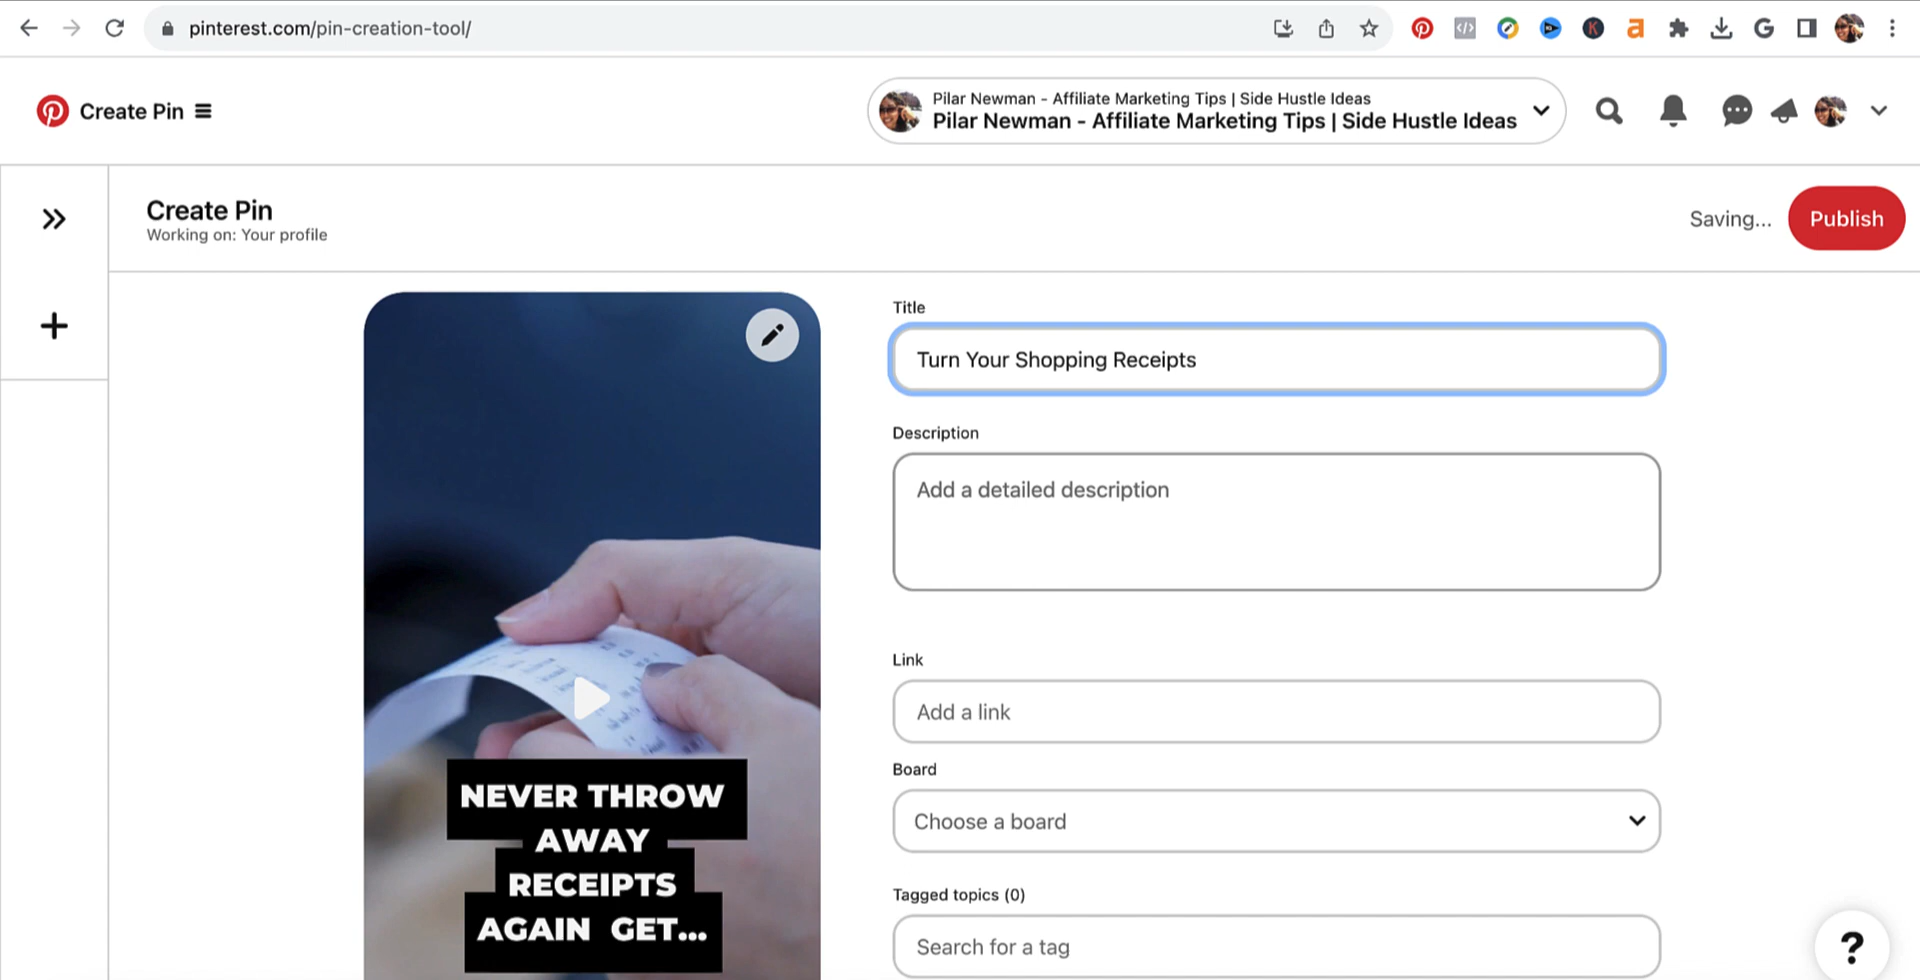 pinterest.com/pin-creation-tool/
Create Pin
Pilar Newman - Affiliate Marketing Tips | Side Hustle Ideas
Pilar Newman - Affiliate Marketing Tips | Side Hustle Ideas
Create Pin
Working on: Your profile
Saving...
Publish
Title
Turn Your Shopping Receipts
Description
Add a detailed description
Link
Add a link
Board
Choose a board
Tagged topics (0)
Search for a tag
NEVER THROW
AWAY
RECEIPTS
AGAIN GET...
?